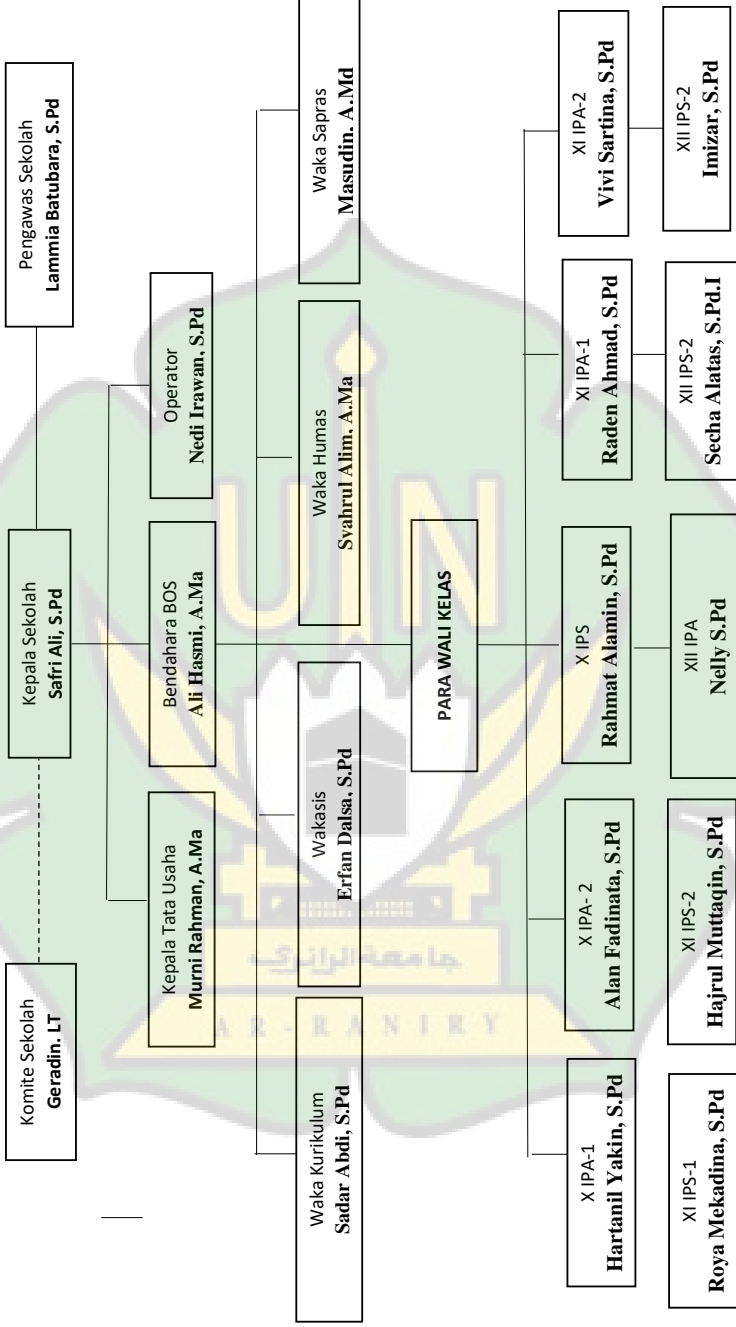 Komite Sekolah
Geradin. LT
Kepala Sekolah
Safri Ali, S.Pd
Pengawas Sekolah
Lammia Batubara, S.Pd
Kepala Tata Usaha
Murni Rahman, A.Ma
Bendahara BOS
Ali Hasmi, A.Ma
Operator
Nedi Irawan, S.Pd
Waka Kurikulum
Sadar Abdi, S.Pd
Wakasis
Erfan Dalsa, S.Pd
Waka Humas
Syahrul Alim, A.Ma
Waka Sapras
Masudin. A.Md
PARA WALI KELAS
X IPA-1
Hartanil Yakin, S.Pd
X IPA- 2
Alan Fadinata, S.Pd
X IPS
Rahmat Alamin, S.Pd
XI IPA-1
Raden Ahmad, S.Pd
XI IPA-2
Vivi Sartina, S.Pd
XI IPS-1
Roya Mekadina, S.Pd
XI IPS-2
Hajrul Muttaqin, S.Pd
XII IPA
Nelly S.Pd
XII IPS-2
Secha Alatas, S.Pd.I
XII IPS-2
Imizar, S.Pd
UIN
جامعة الرانري
AR-RANIRY